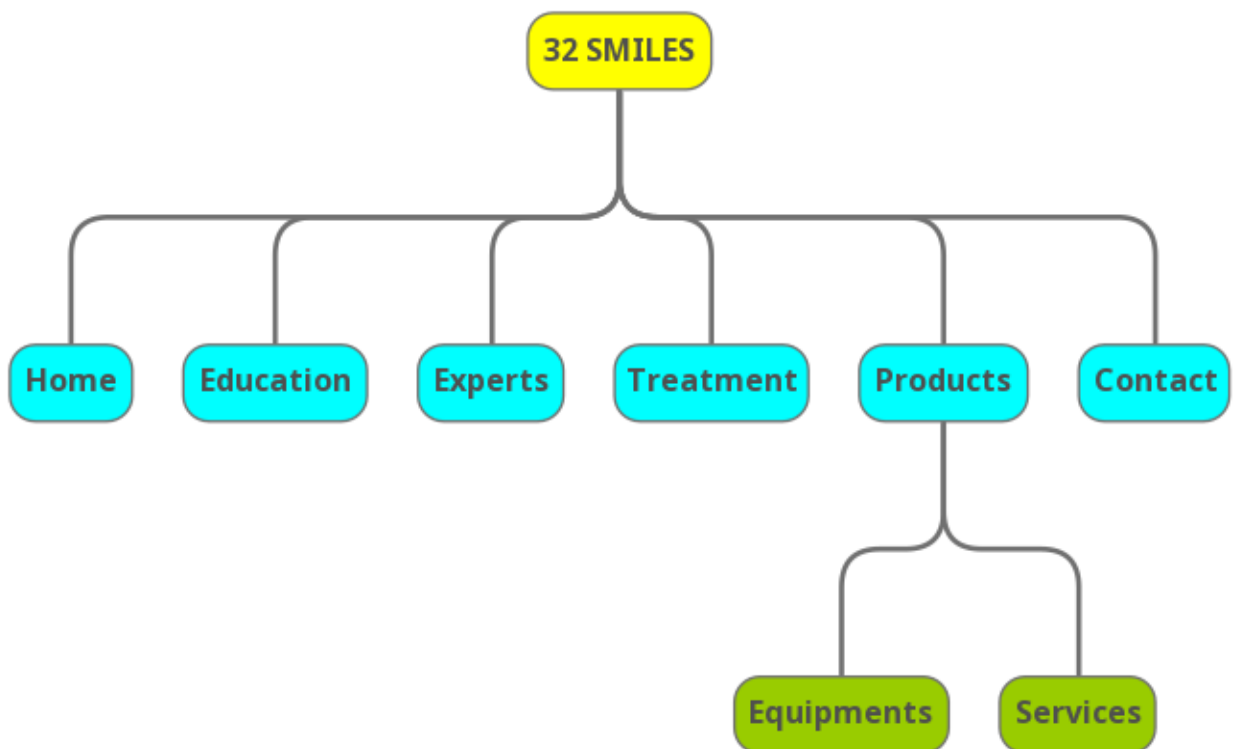 32 SMILES
Home
Education
Experts
Treatment
Products
Contact
Equipments
Services